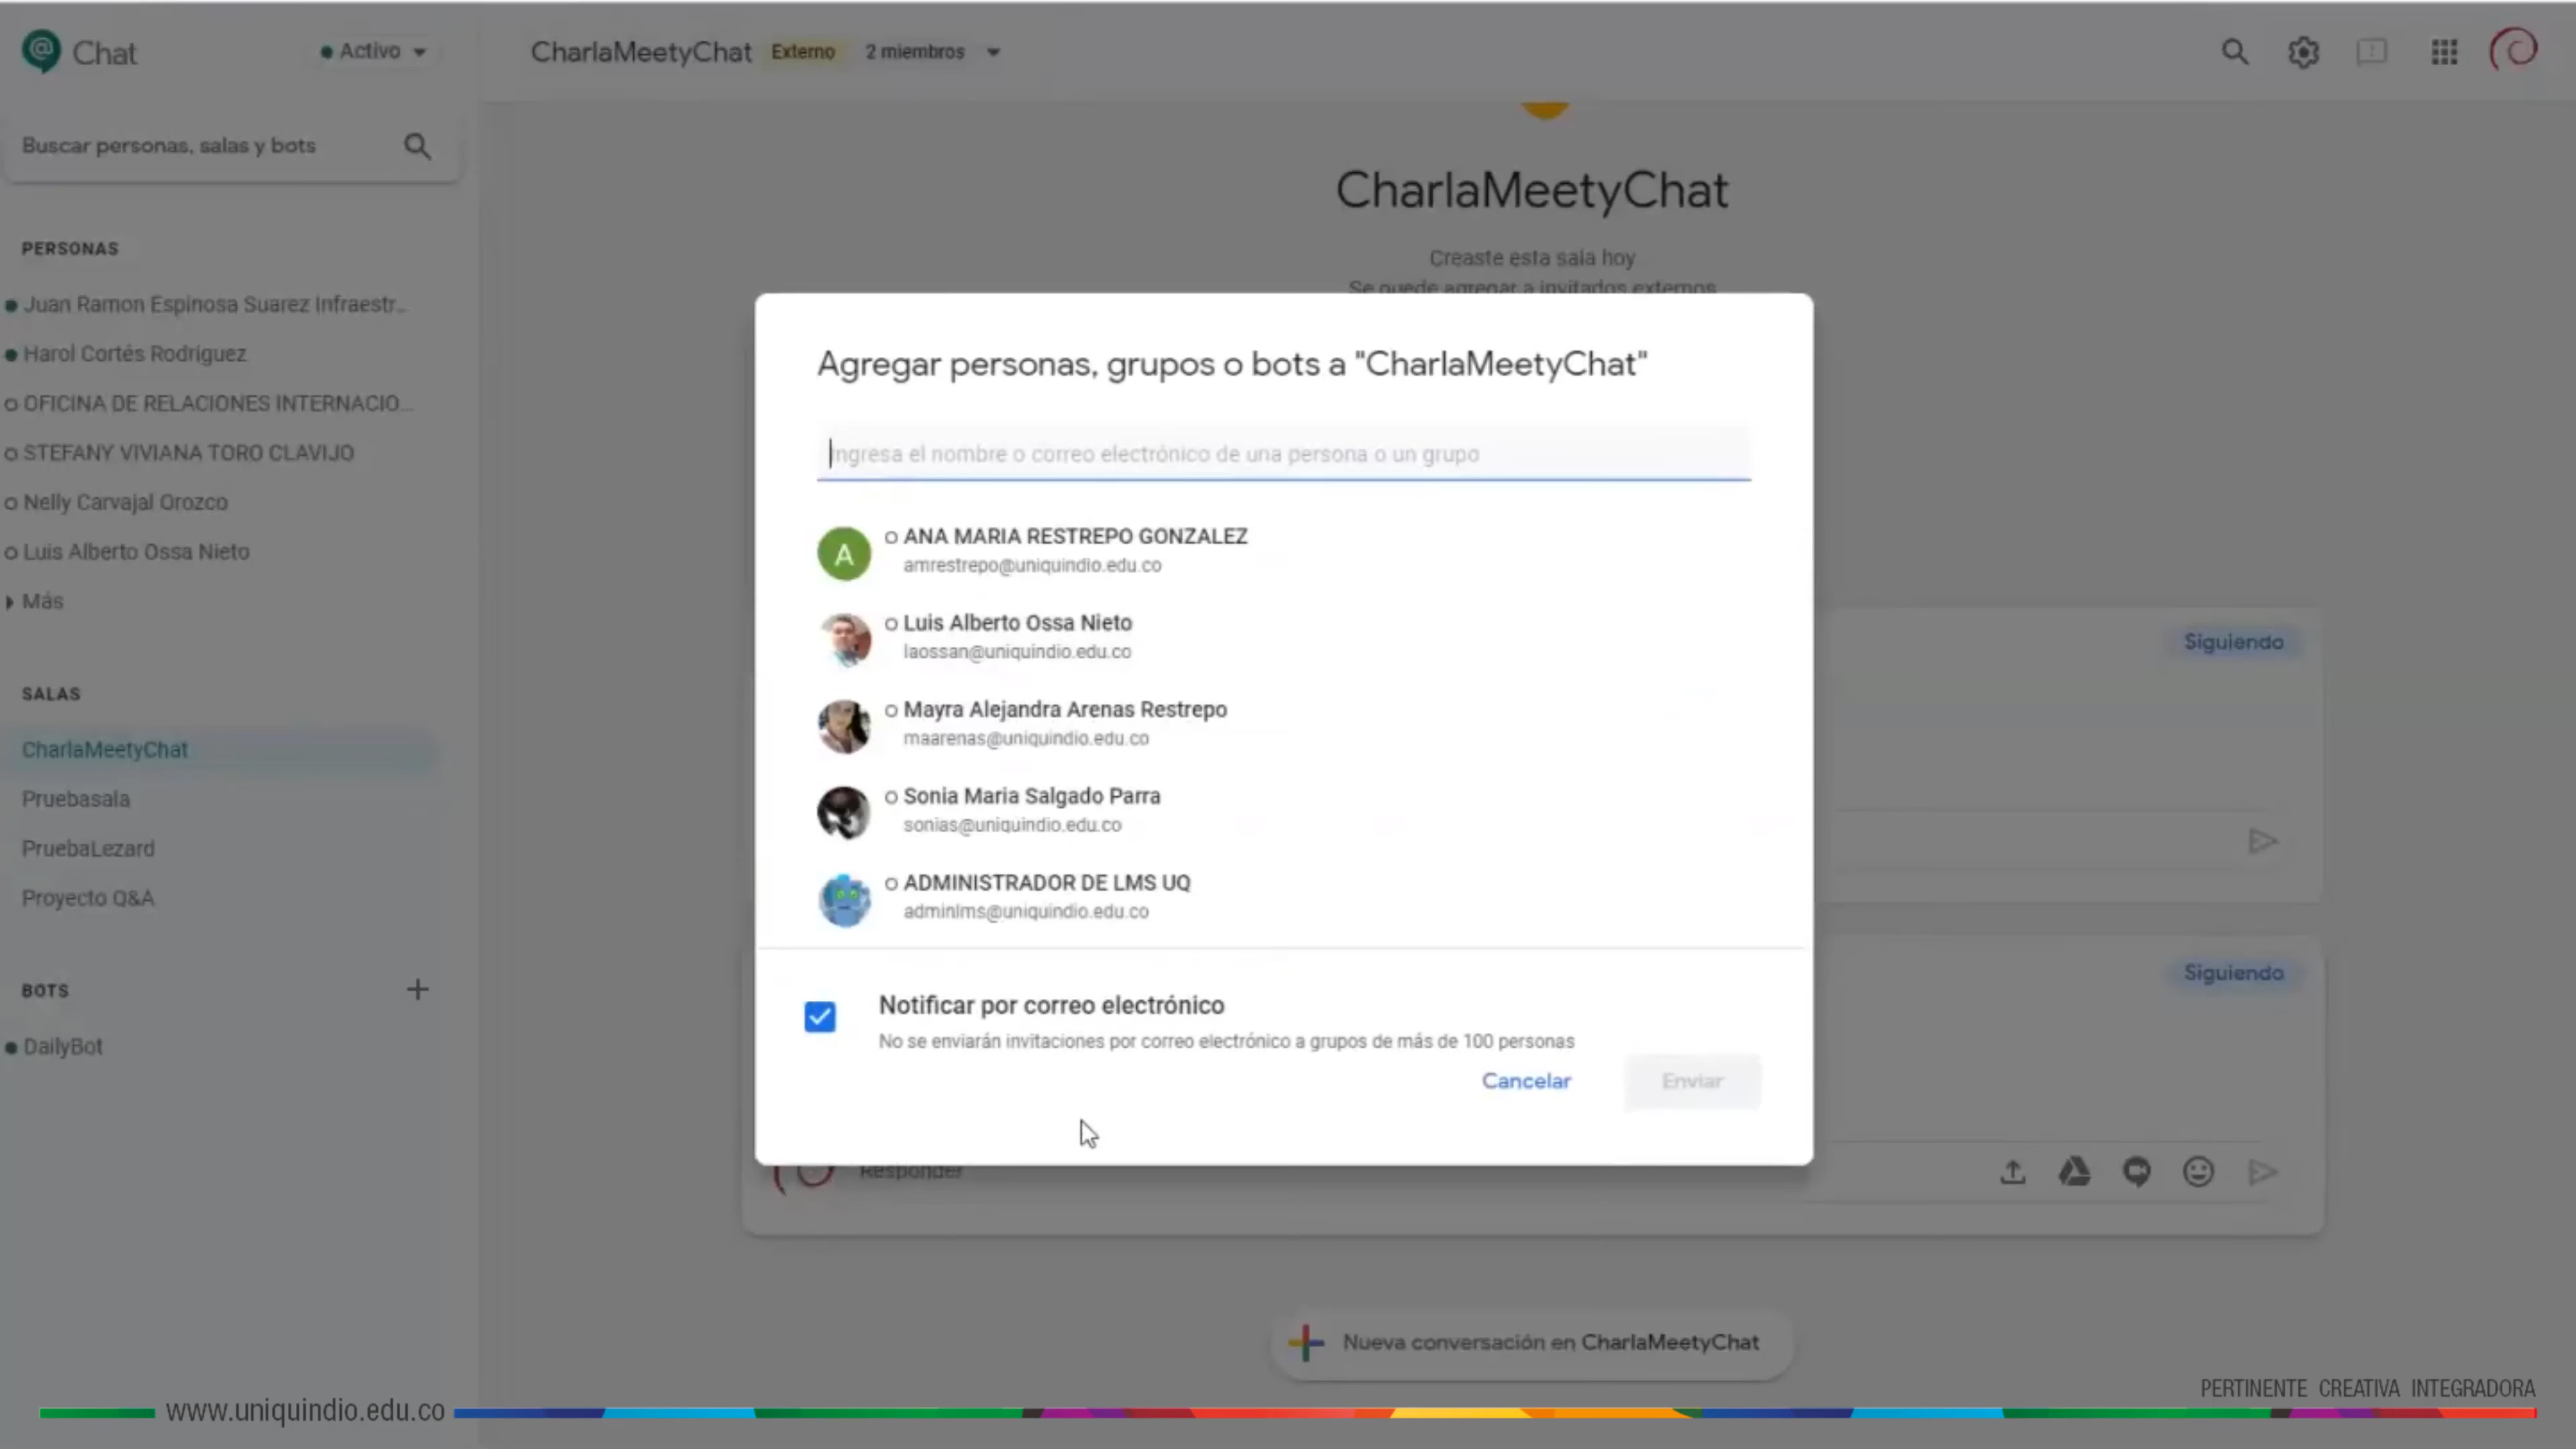 Chat
Activo
CharlaMeetyChat Externo 2 miembros
Buscar personas, salas y bots
PERSONAS
Juan Ramon Espinosa Suarez Infraestr...
Harol Cortés Rodriguez
OFICINA DE RELACIONES INTERNACIO...
STEFANY VIVIANA TORO CLAVIJO
Nelly Carvajal Orozco
Luis Alberto Ossa Nieto
Más
SALAS
CharlaMeetyChat
Pruebasala
PruebaLezard
Proyecto Q&A
BOTS
DailyBot
CharlaMeetyChat
Creaste esta sala hoy
Se puede agregar a invitados externos
Agregar personas, grupos o bots a "CharlaMeetyChat"
Ingresa el nombre o correo electrónico de una persona o un grupo
A
ANA MARIA RESTREPO GONZALEZ
amrestrepo@uniquindio.edu.co
Luis Alberto Ossa Nieto
laossan@uniquindio.edu.co
Mayra Alejandra Arenas Restrepo
maarenas@uniquindio.edu.co
Sonia Maria Salgado Parra
sonias@uniquindio.edu.co
ADMINISTRADOR DE LMS UQ
adminlms@uniquindio.edu.co
Notificar por correo electrónico
No se enviarán invitaciones por correo electrónico a grupos de más de 100 personas
Cancelar
Enviar
Siguiendo
Siguiendo
Responder
Nueva conversación en CharlaMeetyChat
www.uniquindio.edu.co
PERTINENTE CREATIVA INTEGRADORA